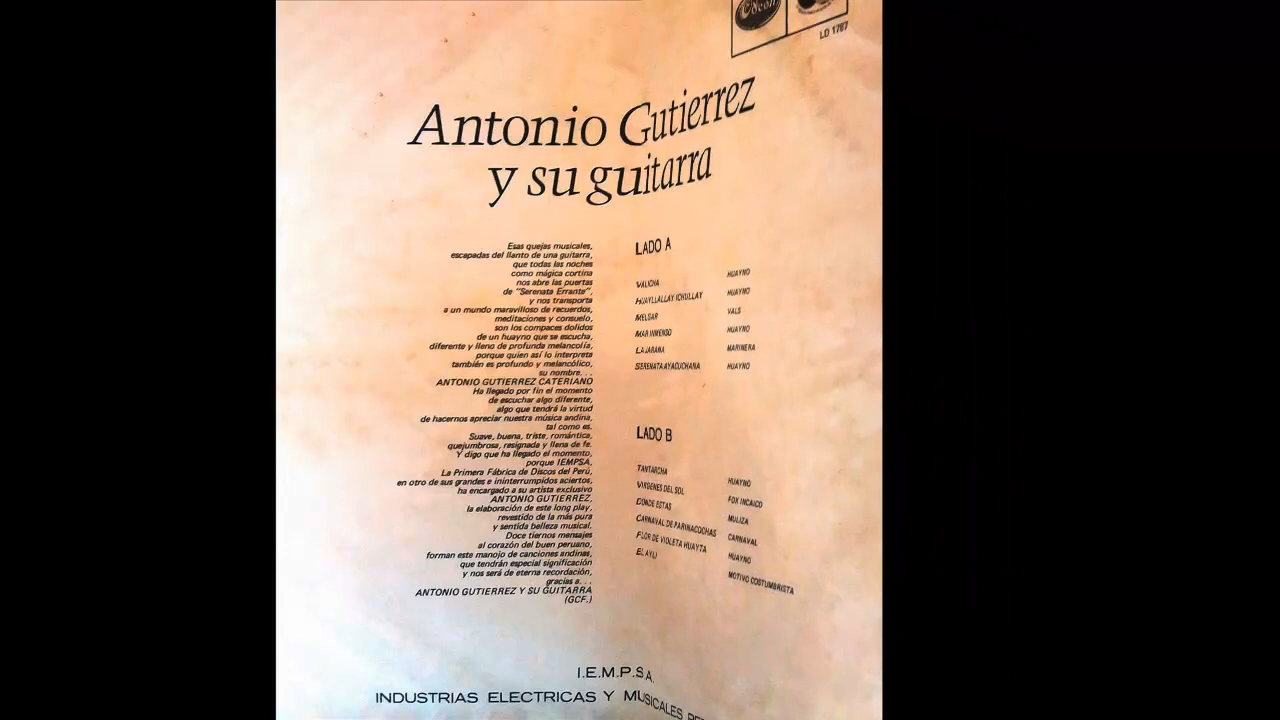 Odeon
LD 1767
Antonio Gutierrez
y su guitarra
Esas quejas musicales,
escapadas del llanto de una guitarra,
que todas las noches
como mágica cortina
nos abre las puertas
de "Serenata Errante",
y nos transporta
a un mundo maravilloso de recuerdos,
meditaciones y consuelo,
son los compaces dolidos
de un huayno que se escucha,
diferente y lleno de profunda melancolía,
porque quien así lo interpreta
también es profundo y melancólico,
su nombre. . .
ANTONIO GUTIERREZ CATERIANO
Ha llegado por fin el momento
de escuchar algo diferente,
algo que tendrá la virtud
de hacernos apreciar nuestra música andina,
tal como es.
Suave, buena, triste, romántica,
quejumbrosa, resignada y llena de fe.
Y digo que ha llegado el momento,
porque IEMPSA,
La Primera Fábrica de Discos del Perú,
en otro de sus grandes e ininterrumpidos aciertos,
ha encargado a su artista exclusivo
ANTONIO GUTIERREZ,
la elaboración de este long play,
revestido de la más pura
y sentida belleza musical.
Doce tiernos mensajes
al corazón del buen peruano,
forman este manojo de canciones andinas,
que tendrán especial significación
y nos será de eterna recordación,
gracias a. . .
ANTONIO GUTIERREZ Y SU GUITARRA
(GCF.)
LADO A
VALICHA HUAYNO
HUAYLLALLAY ICHULLAY HUAYNO
MELGAR VALS
MAR INMENSO HUAYNO
LA JARANA MARINERA
SERENATA AYACUCHANA HUAYNO
LADO B
TANTARCHA HUAYNO
VIRGENES DEL SOL FOX INCAICO
DONDE ESTAS MULIZA
CARNAVAL DE PARINACOCHAS CARNAVAL
FLOR DE VIOLETA HUAYTA HUAYNO
EL AYLI MOTIVO COSTUMBRISTA
I.E.M.P.S.A.
INDUSTRIAS ELECTRICAS Y MUSICALES